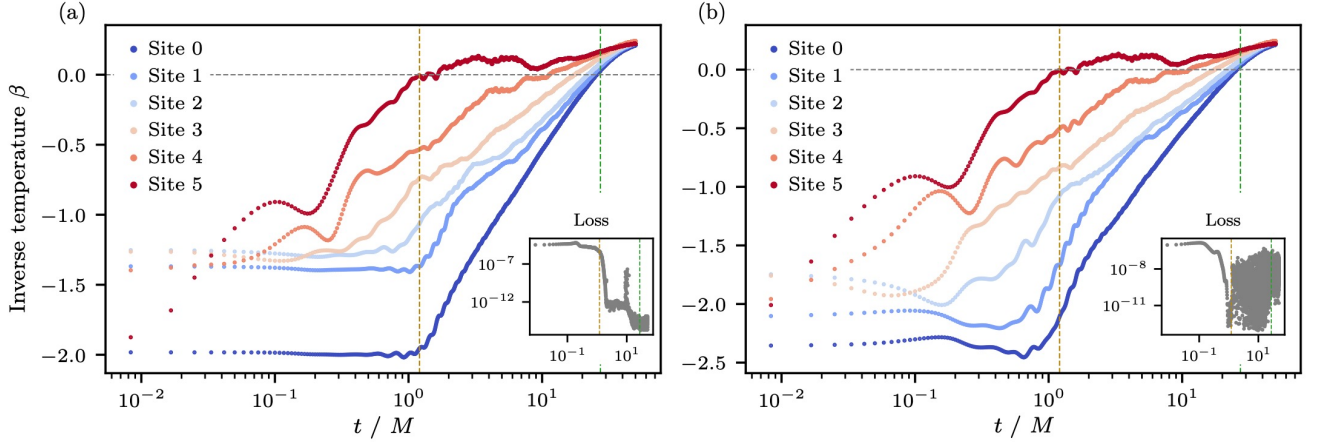 (a)
Inverse temperature β
0.0
−0.5
−1.0
−1.5
−2.0
Site 0
Site 1
Site 2
Site 3
Site 4
Site 5
Loss
10⁻⁷
10⁻¹²
10⁻¹
10¹
10⁻²
10⁻¹
10⁰
10¹
t / M
(b)
0.0
−0.5
−1.0
−1.5
−2.0
−2.5
Site 0
Site 1
Site 2
Site 3
Site 4
Site 5
Loss
10⁻⁸
10⁻¹¹
10⁻¹
10¹
10⁻²
10⁻¹
10⁰
10¹
t / M